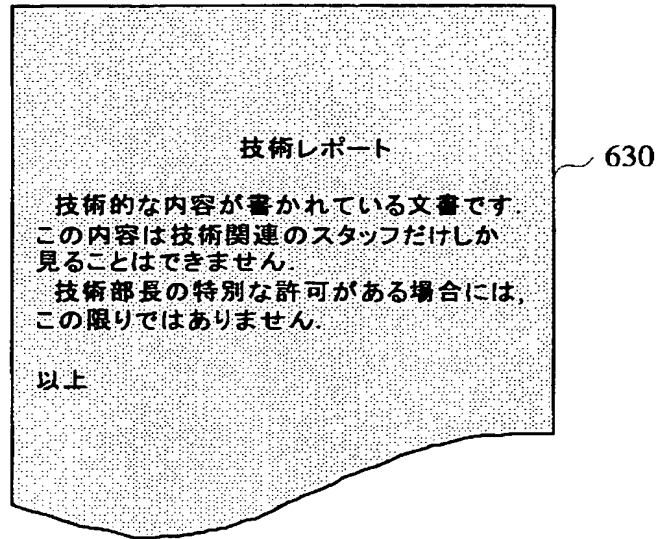 技術レポート
630
技術的な内容が書かれている文書です.
この内容は技術関連のスタッフだけしか
見ることはできません.
技術部長の特別な許可がある場合には,
この限りではありません.
以上